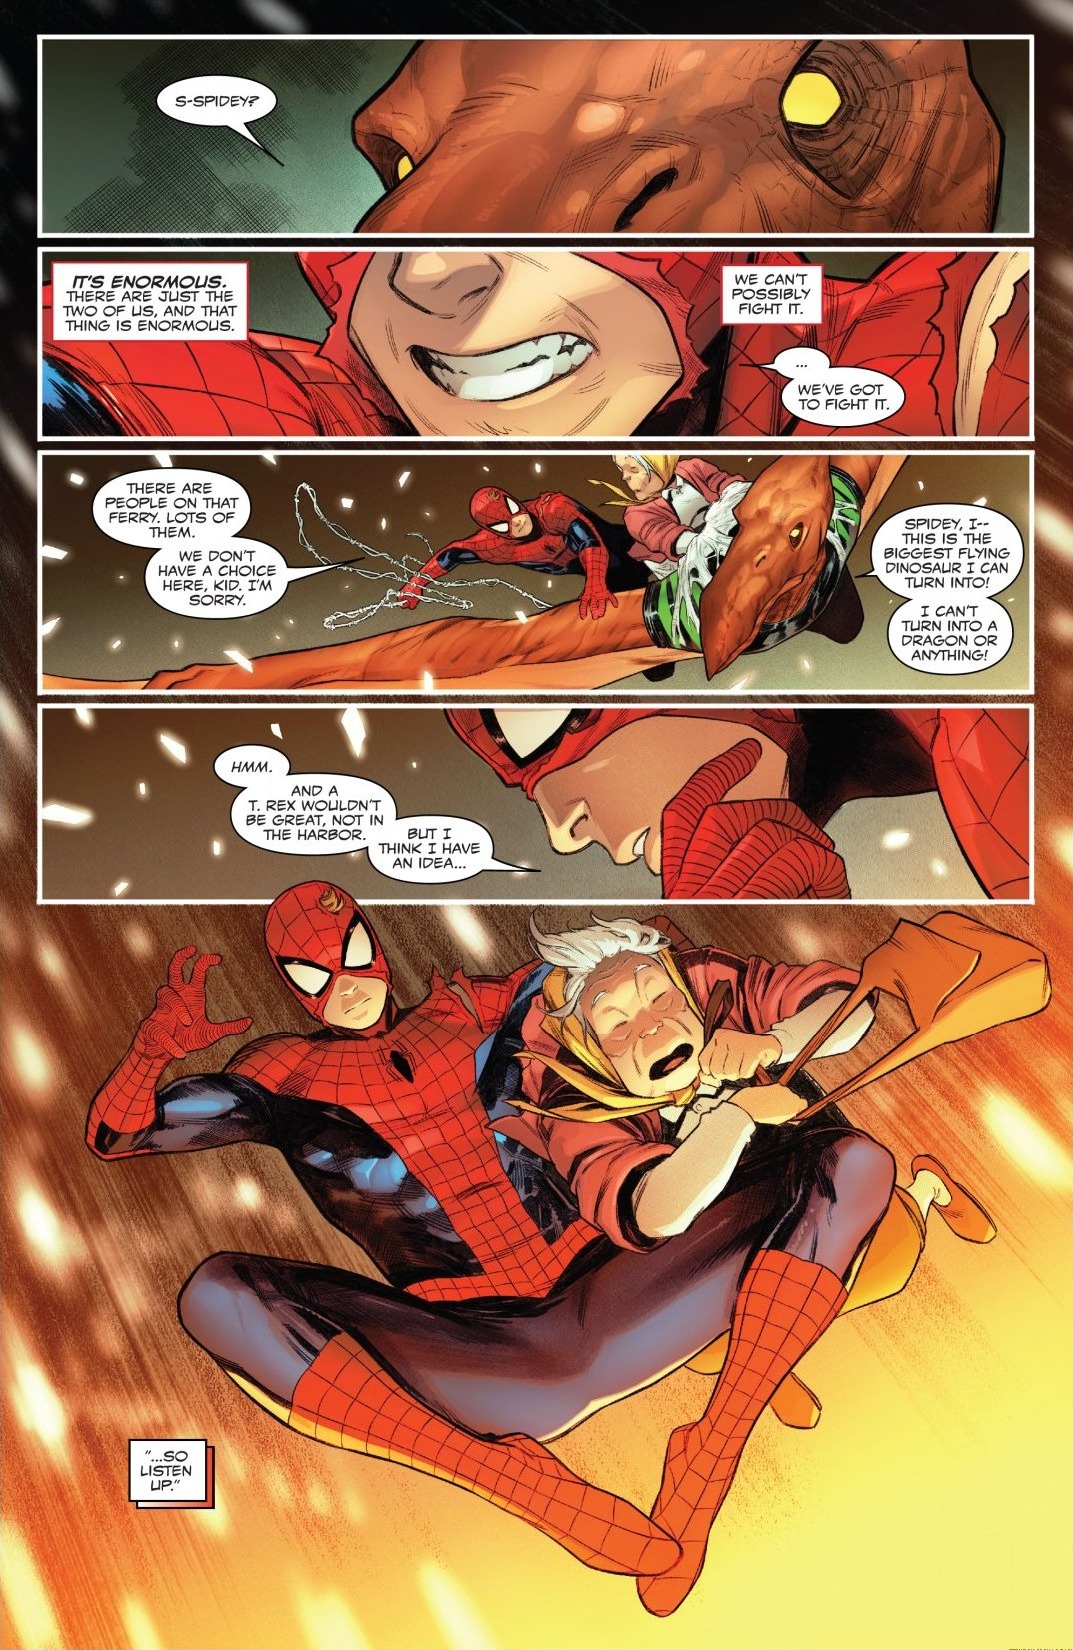 S-SPIDEY?
IT'S ENORMOUS.
THERE ARE JUST THE
TWO OF US, AND THAT
THING IS ENORMOUS.
WE CAN'T
POSSIBLY
FIGHT IT.
...
WE'VE GOT
TO FIGHT IT.
THERE ARE
PEOPLE ON THAT
FERRY. LOTS OF
THEM.
WE DON'T
HAVE A CHOICE
HERE, KID. I'M
SORRY.
SPIDEY, I--
THIS IS THE
BIGGEST FLYING
DINOSAUR I CAN
TURN INTO!
I CAN'T
TURN INTO A
DRAGON OR
ANYTHING!
HMM.
AND A
T. REX WOULDN'T
BE GREAT, NOT IN
THE HARBOR.
BUT I
THINK I HAVE
AN IDEA...
"...SO
LISTEN
UP."